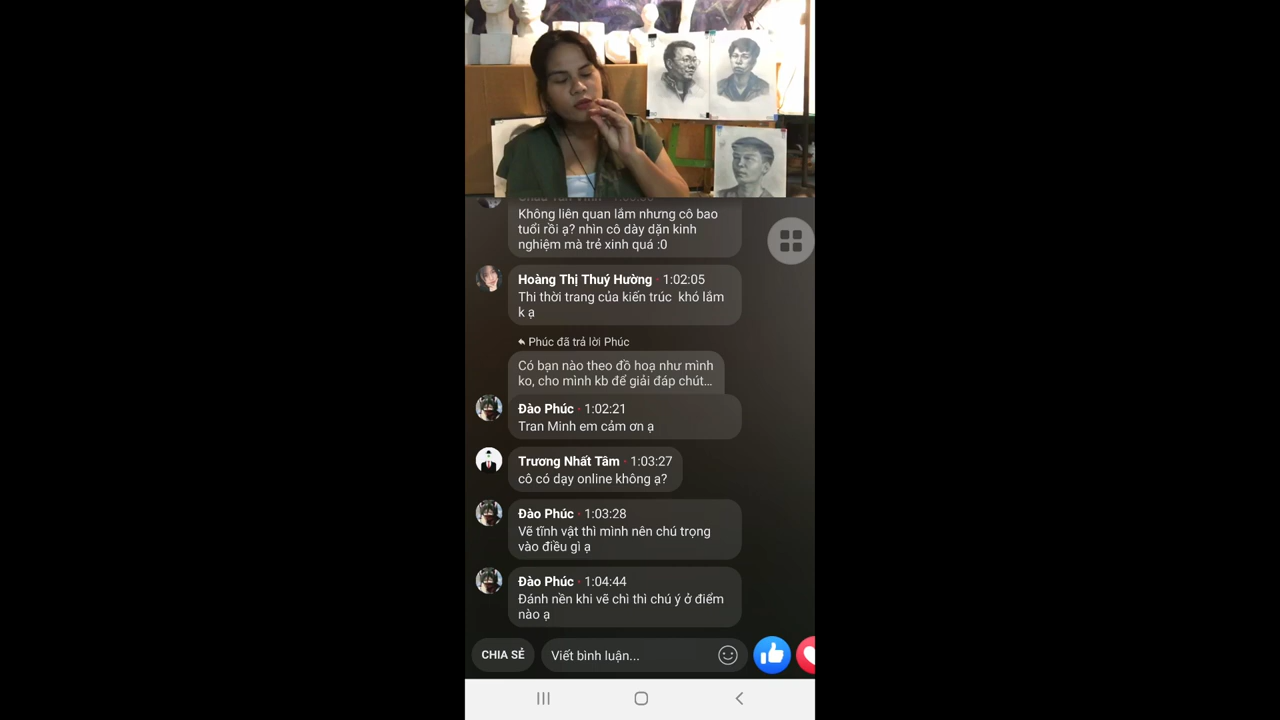 Không liên quan lắm nhưng cô bao
tuổi rồi ạ? nhìn cô dày dặn kinh
nghiệm mà trẻ xinh quá :0
Hoàng Thị Thuý Hường · 1:02:05
Thi thời trang của kiến trúc khó lắm
k ạ
Phúc đã trả lời Phúc
Có bạn nào theo đồ hoạ như mình
ko, cho mình kb để giải đáp chút...
Đào Phúc · 1:02:21
Tran Minh em cảm ơn ạ
Trương Nhất Tâm · 1:03:27
cô có dạy online không ạ?
Đào Phúc · 1:03:28
Vẽ tĩnh vật thì mình nên chú trọng
vào điều gì ạ
Đào Phúc · 1:04:44
Đánh nền khi vẽ chì thì chú ý ở điểm
nào ạ
CHIA SẺ
Viết bình luận...